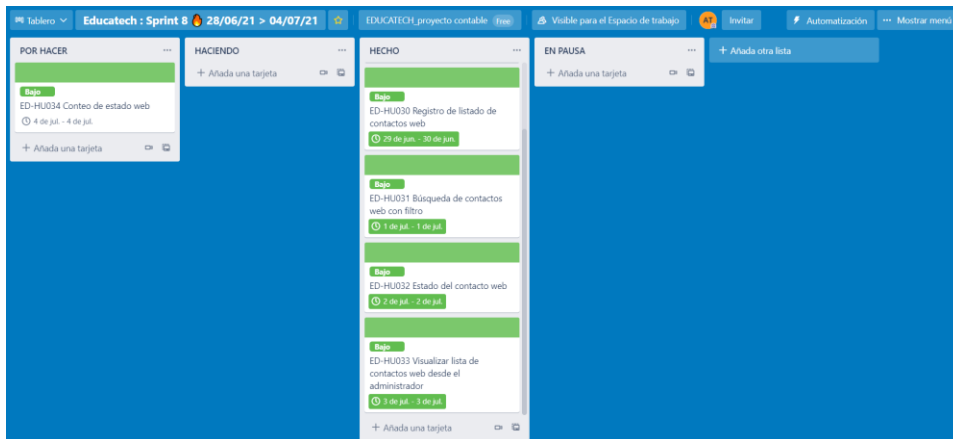 Tablero
Educatech : Sprint 8 🔥 28/06/21 > 04/07/21
EDUCATECH_proyecto contable Free
Visible para el Espacio de trabajo
AT
Invitar
Automatización
··· Mostrar menú
POR HACER ···
Bajo
ED-HU034 Conteo de estado web
4 de jul. - 4 de jul.
+ Añada una tarjeta
HACIENDO ···
+ Añada una tarjeta
HECHO ···
Bajo
ED-HU030 Registro de listado de
contactos web
29 de jun. - 30 de jun.
Bajo
ED-HU031 Búsqueda de contactos
web con filtro
1 de jul. - 1 de jul.
Bajo
ED-HU032 Estado del contacto web
2 de jul. - 2 de jul.
Bajo
ED-HU033 Visualizar lista de
contactos web desde el
administrador
3 de jul. - 3 de jul.
+ Añada una tarjeta
EN PAUSA ···
+ Añada una tarjeta
+ Añada otra lista